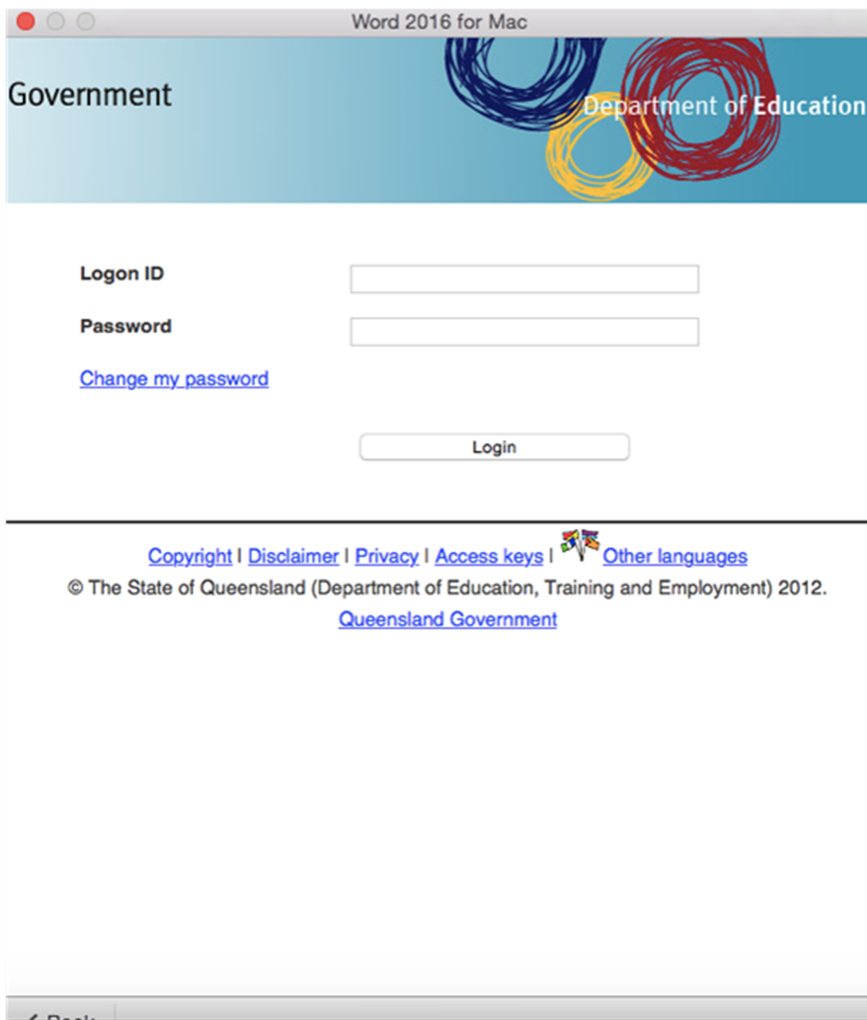 Word 2016 for Mac
Government
Department of Education
Logon ID
Password
Change my password
Login
Copyright | Disclaimer | Privacy | Access keys | Other languages
© The State of Queensland (Department of Education, Training and Employment) 2012.
Queensland Government
Back